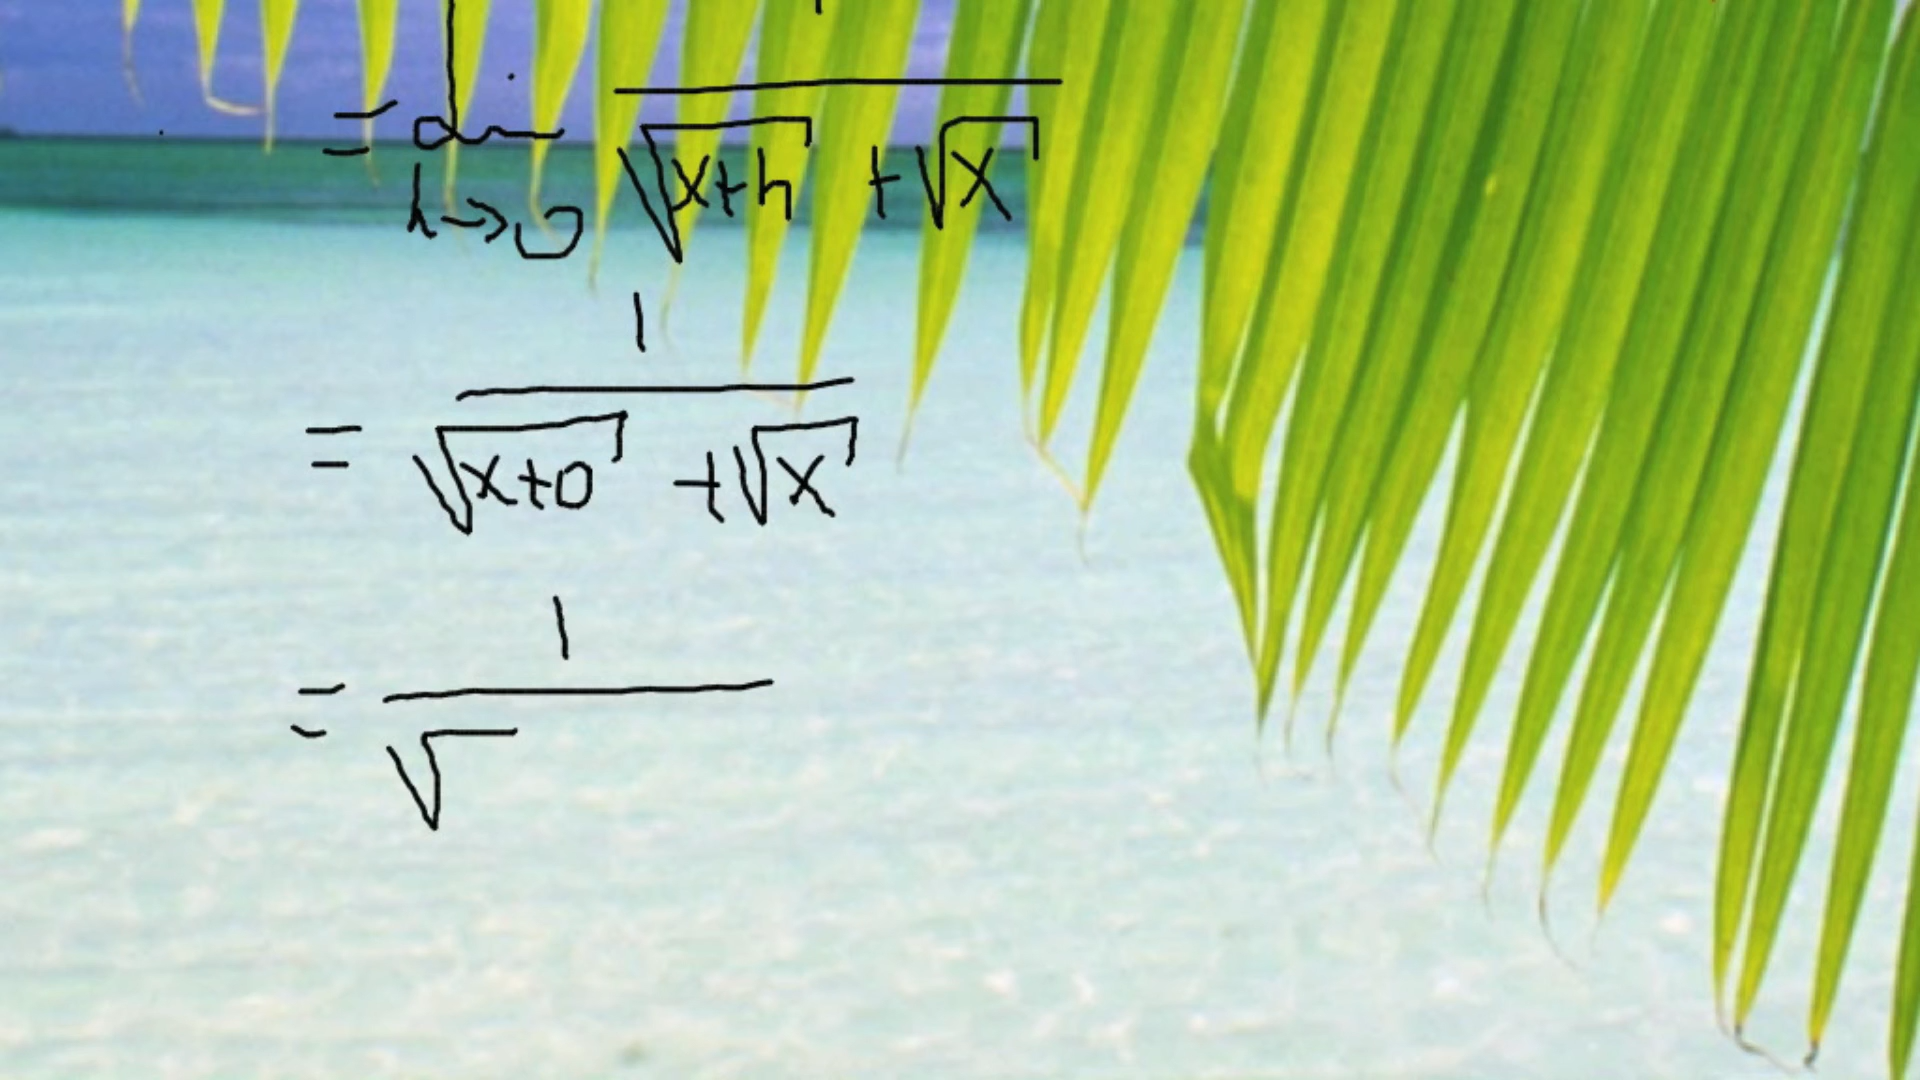 = lim h→0 1/(√(x+h) + √x)
= 1/(√(x+0) + √x)
= 1/√